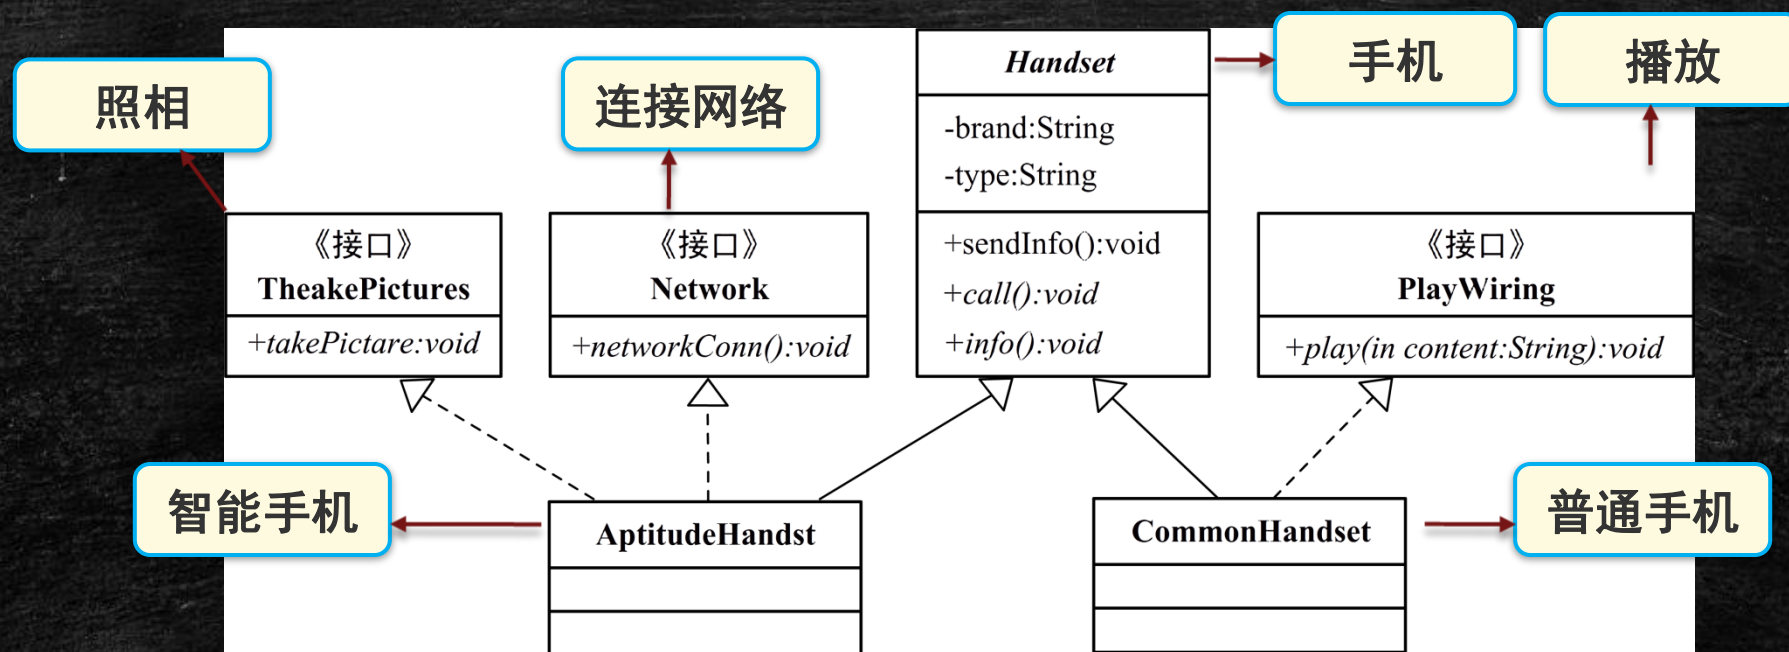 照相
连接网络
手机
播放
Handset
-brand:String
-type:String
+sendInfo():void
+call():void
+info():void
《接口》
TheakePictures
+takePictare:void
《接口》
Network
+networkConn():void
《接口》
PlayWiring
+play(in content:String):void
智能手机
AptitudeHandst
CommonHandset
普通手机